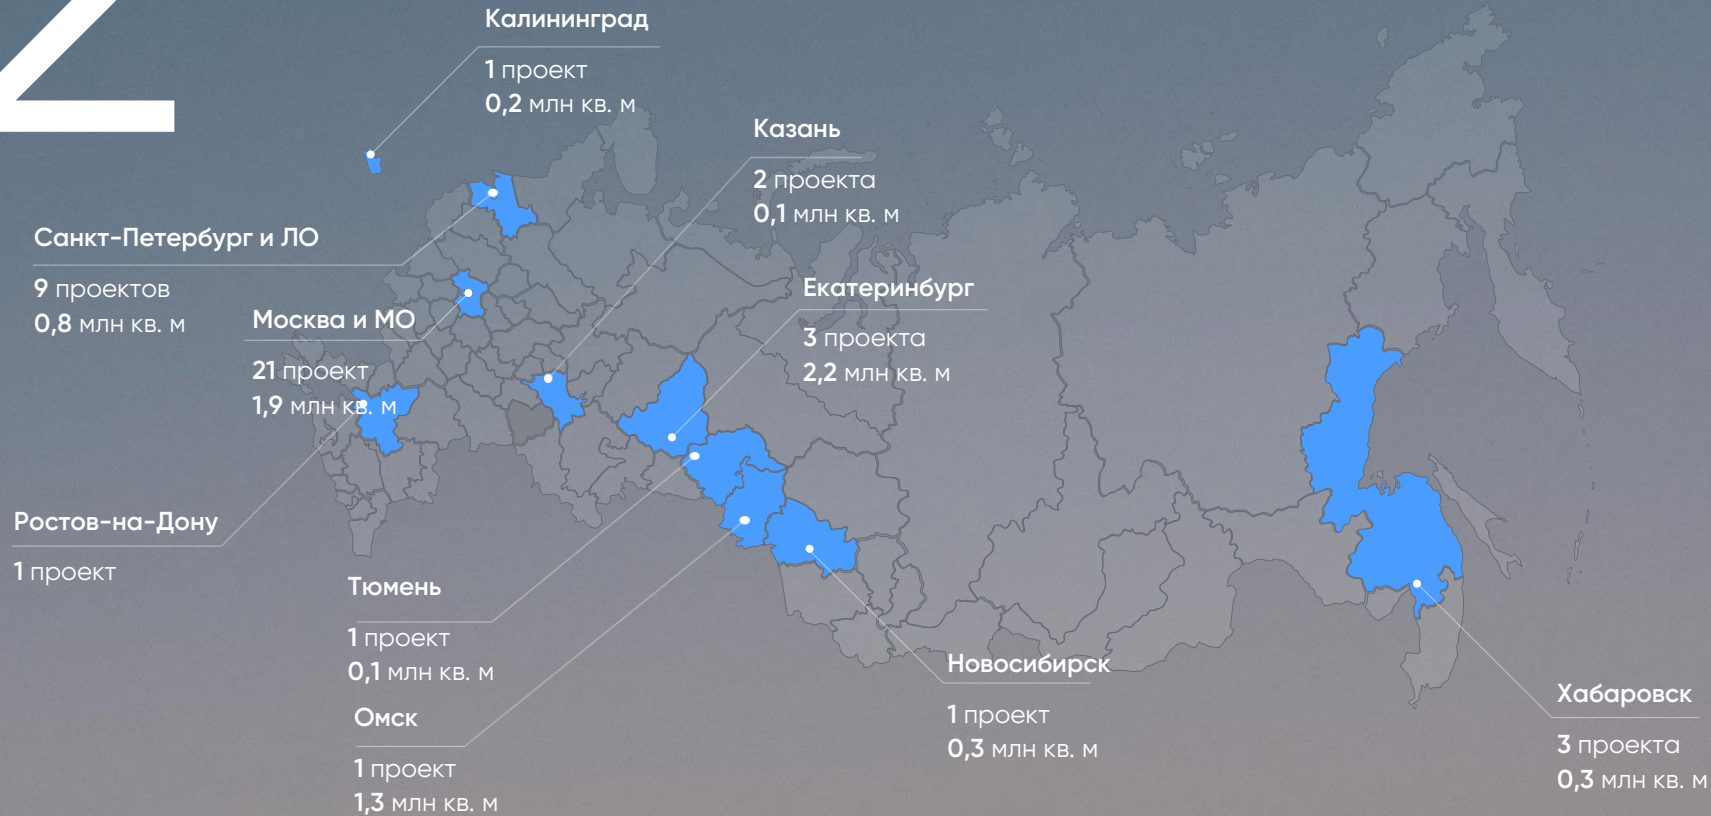 Калининград
1 проект
0,2 млн кв. м
Казань
2 проекта
0,1 млн кв. м
Санкт-Петербург и ЛО
9 проектов
0,8 млн кв. м
Москва и МО
21 проект
1,9 млн кв. м
Екатеринбург
3 проекта
2,2 млн кв. м
Ростов-на-Дону
1 проект
Тюмень
1 проект
0,1 млн кв. м
Омск
1 проект
1,3 млн кв. м
Новосибирск
1 проект
0,3 млн кв. м
Хабаровск
3 проекта
0,3 млн кв. м